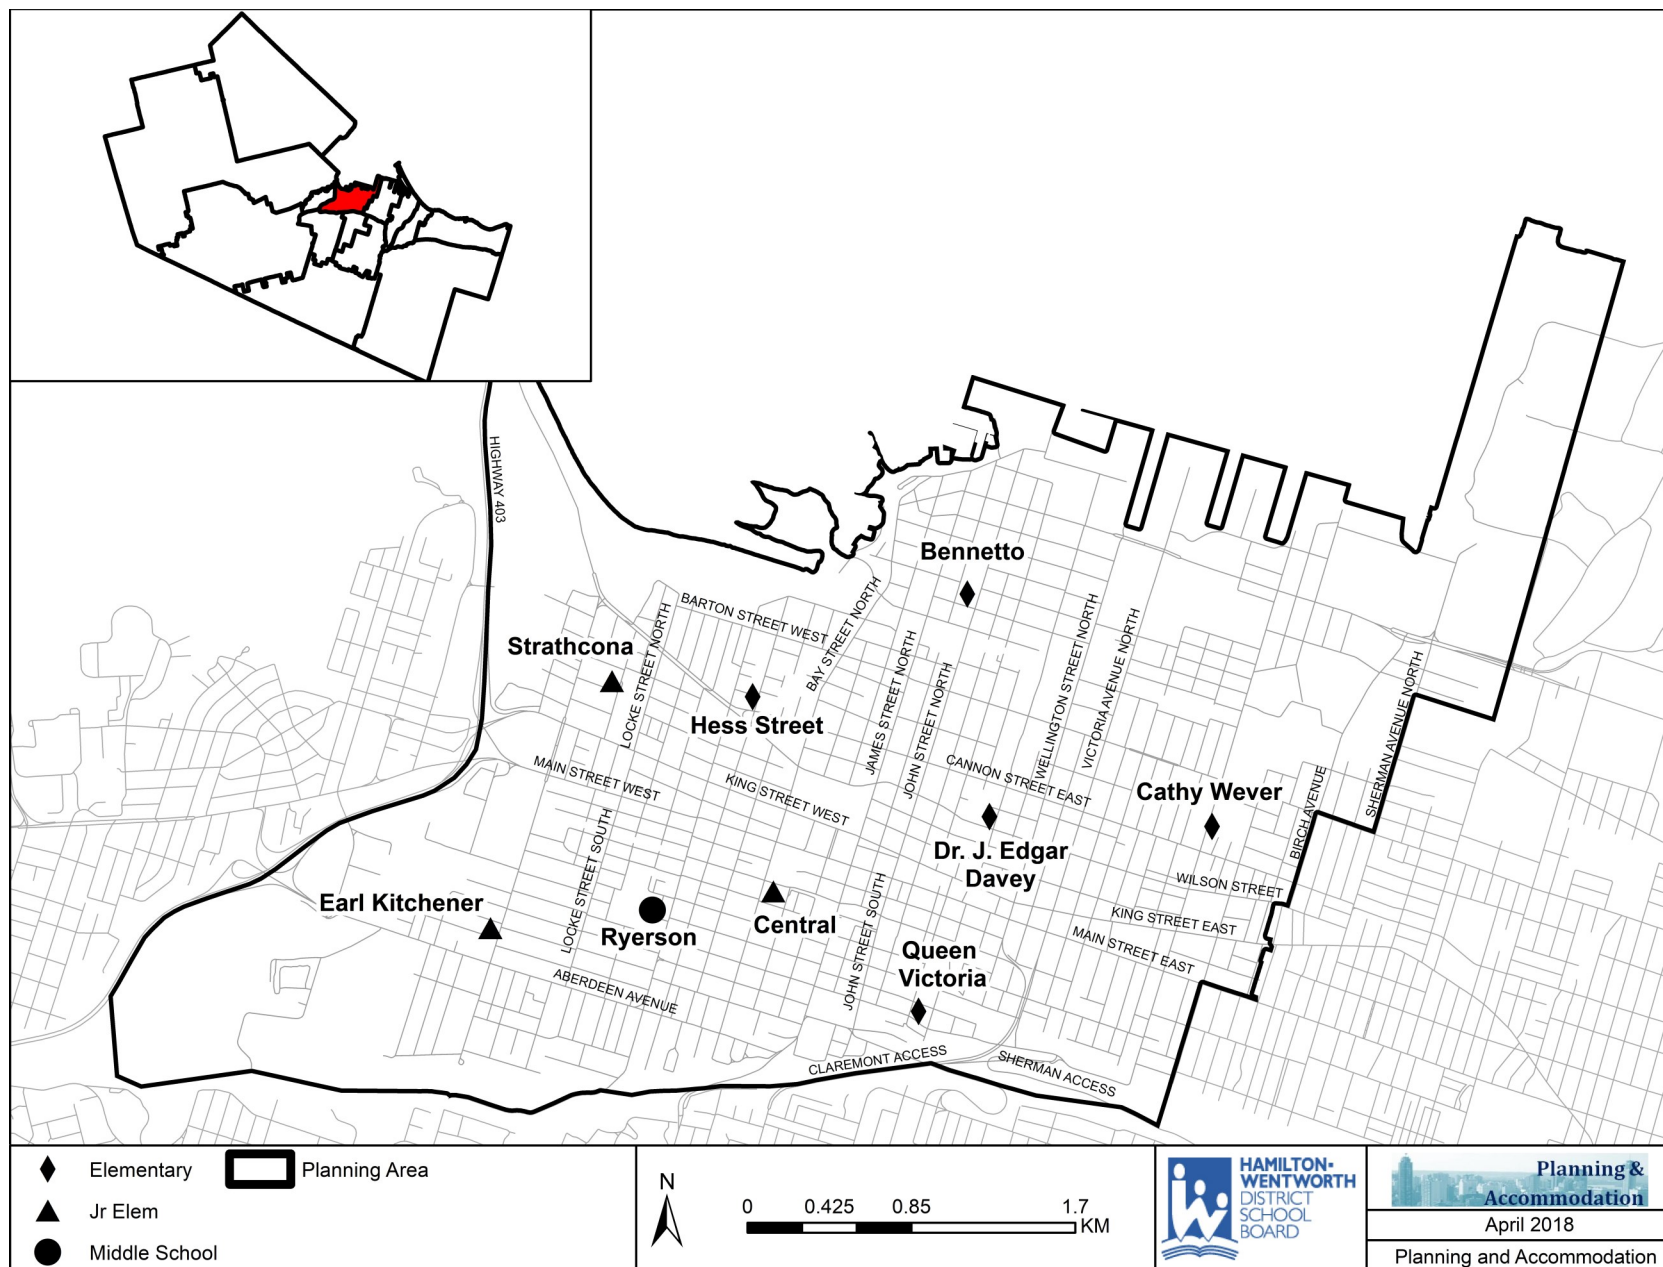 HIGHWAY 403
Bennetto
BARTON STREET WEST
BAY STREET NORTH
LOCKE STREET NORTH
Strathcona
Hess Street
JAMES STREET NORTH
JOHN STREET NORTH
WELLINGTON STREET NORTH
VICTORIA AVENUE NORTH
SHERMAN AVENUE NORTH
MAIN STREET WEST
KING STREET WEST
CANNON STREET EAST
Cathy Wever
BIRCH AVENUE
Dr. J. Edgar
Davey
WILSON STREET
LOCKE STREET SOUTH
Earl Kitchener
Ryerson
Central
JOHN STREET SOUTH
KING STREET EAST
MAIN STREET EAST
Queen
Victoria
ABERDEEN AVENUE
CLAREMONT ACCESS
SHERMAN ACCESS
Elementary
Planning Area
Jr Elem
Middle School
N
0 0.425 0.85 1.7
KM
HAMILTON-
WENTWORTH
DISTRICT
SCHOOL
BOARD
Planning &
Accommodation
April 2018
Planning and Accommodation